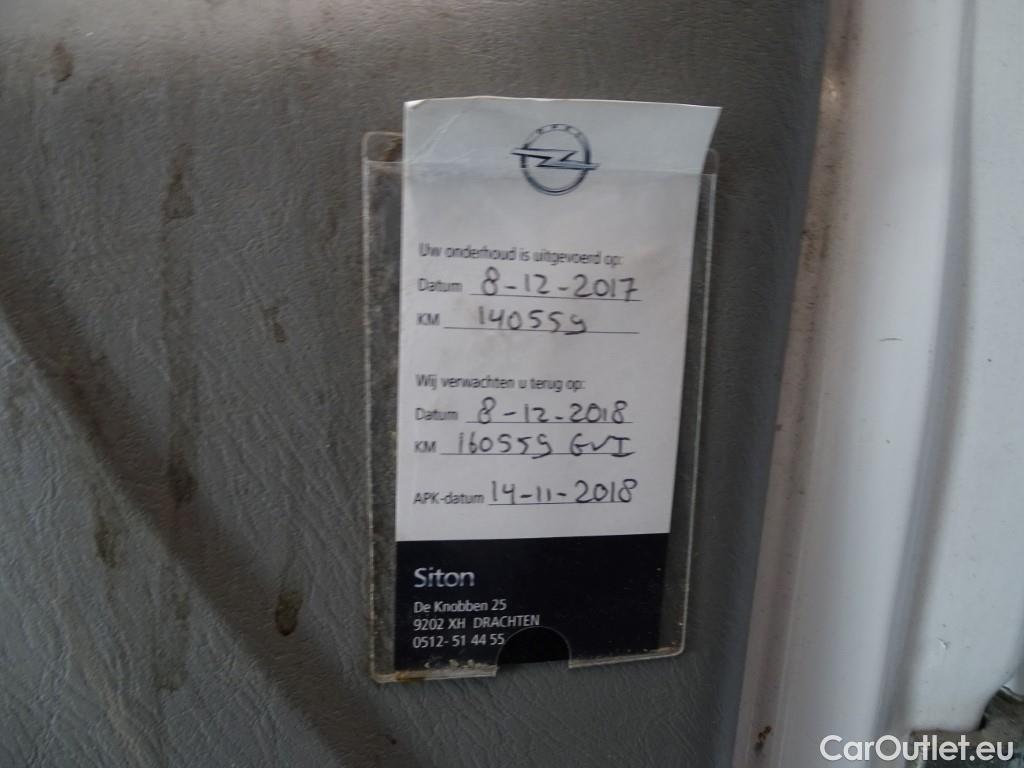 Uw onderhoud is uitgevoerd op:
Datum 8-12-2017
KM 140559
Wij verwachten u terug op:
Datum 8-12-2018
KM 160559 GVI
APK-datum 14-11-2018
Siton
De Knobben 25
9202 XH DRACHTEN
0512- 51 44 55
CarOutlet.eu